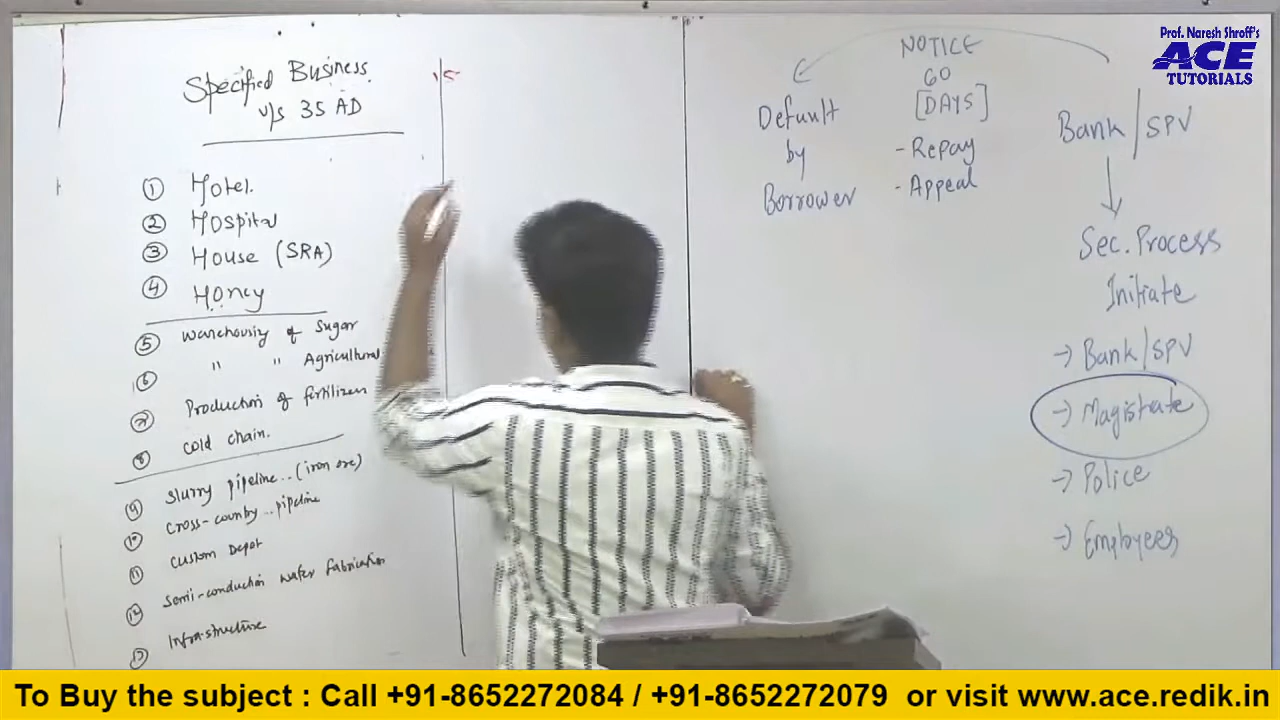 Prof. Naresh Shroff's
ACE
TUTORIALS
Specified Business
v/s 35 AD
① Hotel.
② Hospital
③ House (SRA)
④ Honey
⑤ Warehousing of Sugar
⑥ " " Agricultural
⑦ Production of fertilizers
⑧ Cold chain.
⑨ Slurry pipeline.. (iron ore)
⑩ Cross-country.. pipeline
⑪ Custom Depot
⑫ Semi-conduction wafer fabrication
⑬ Infrastructure
NOTICE
60
[DAYS]
- Repay
- Appeal
Default
by
Borrower
Bank/SPV
Sec. Process
Initiate
→ Bank/SPV
→ Magistrate
→ Police
→ Employees
To Buy the subject : Call +91-8652272084 / +91-8652272079 or visit www.ace.redik.in